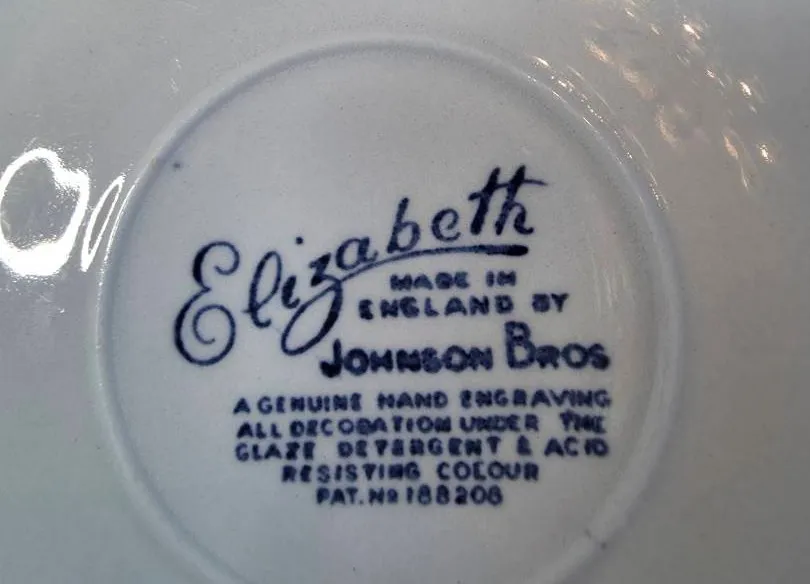 Elizabeth
MADE IN
ENGLAND BY
JOHNSON BROS
A GENUINE HAND ENGRAVING
ALL DECORATION UNDER THE
GLAZE DETERGENT & ACID
RESISTING COLOUR
PAT. No 188208